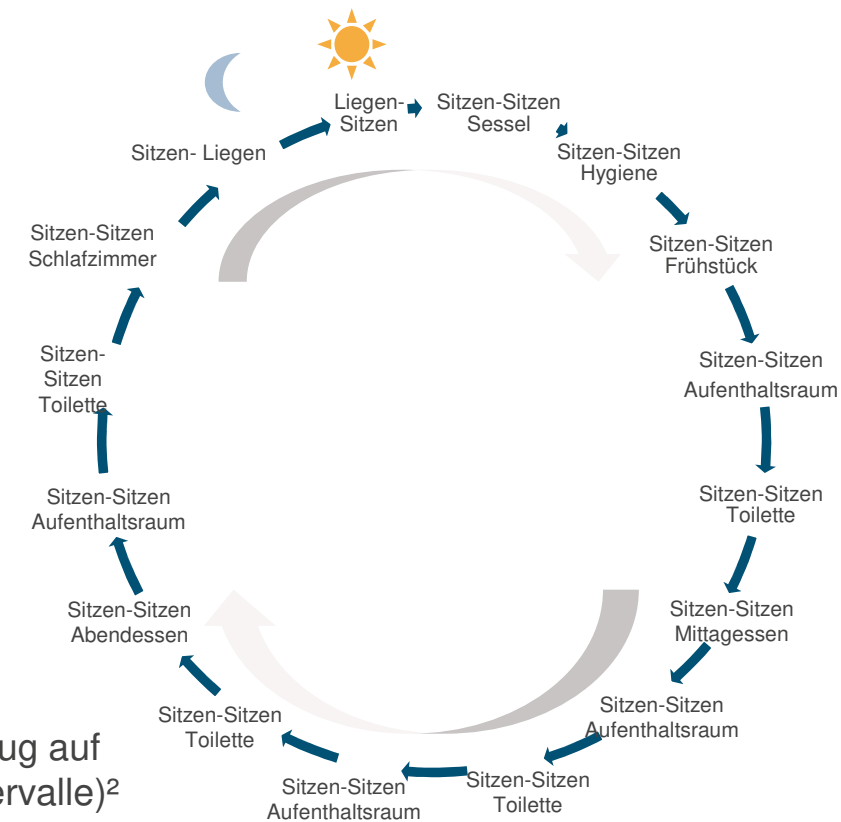 Liegen-
Sitzen
Sitzen-Sitzen
Sessel
Sitzen-Sitzen
Hygiene
Sitzen-Sitzen
Frühstück
Sitzen-Sitzen
Aufenthaltsraum
Sitzen-Sitzen
Toilette
Sitzen-Sitzen
Mittagessen
Sitzen-Sitzen
Aufenthaltsraum
Sitzen-Sitzen
Toilette
Sitzen-Sitzen
Aufenthaltsraum
Sitzen-Sitzen
Toilette
Sitzen-Sitzen
Abendessen
Sitzen-Sitzen
Aufenthaltsraum
Sitzen-
Sitzen
Toilette
Sitzen-Sitzen
Schlafzimmer
Sitzen- Liegen
ug auf
ervalle)²